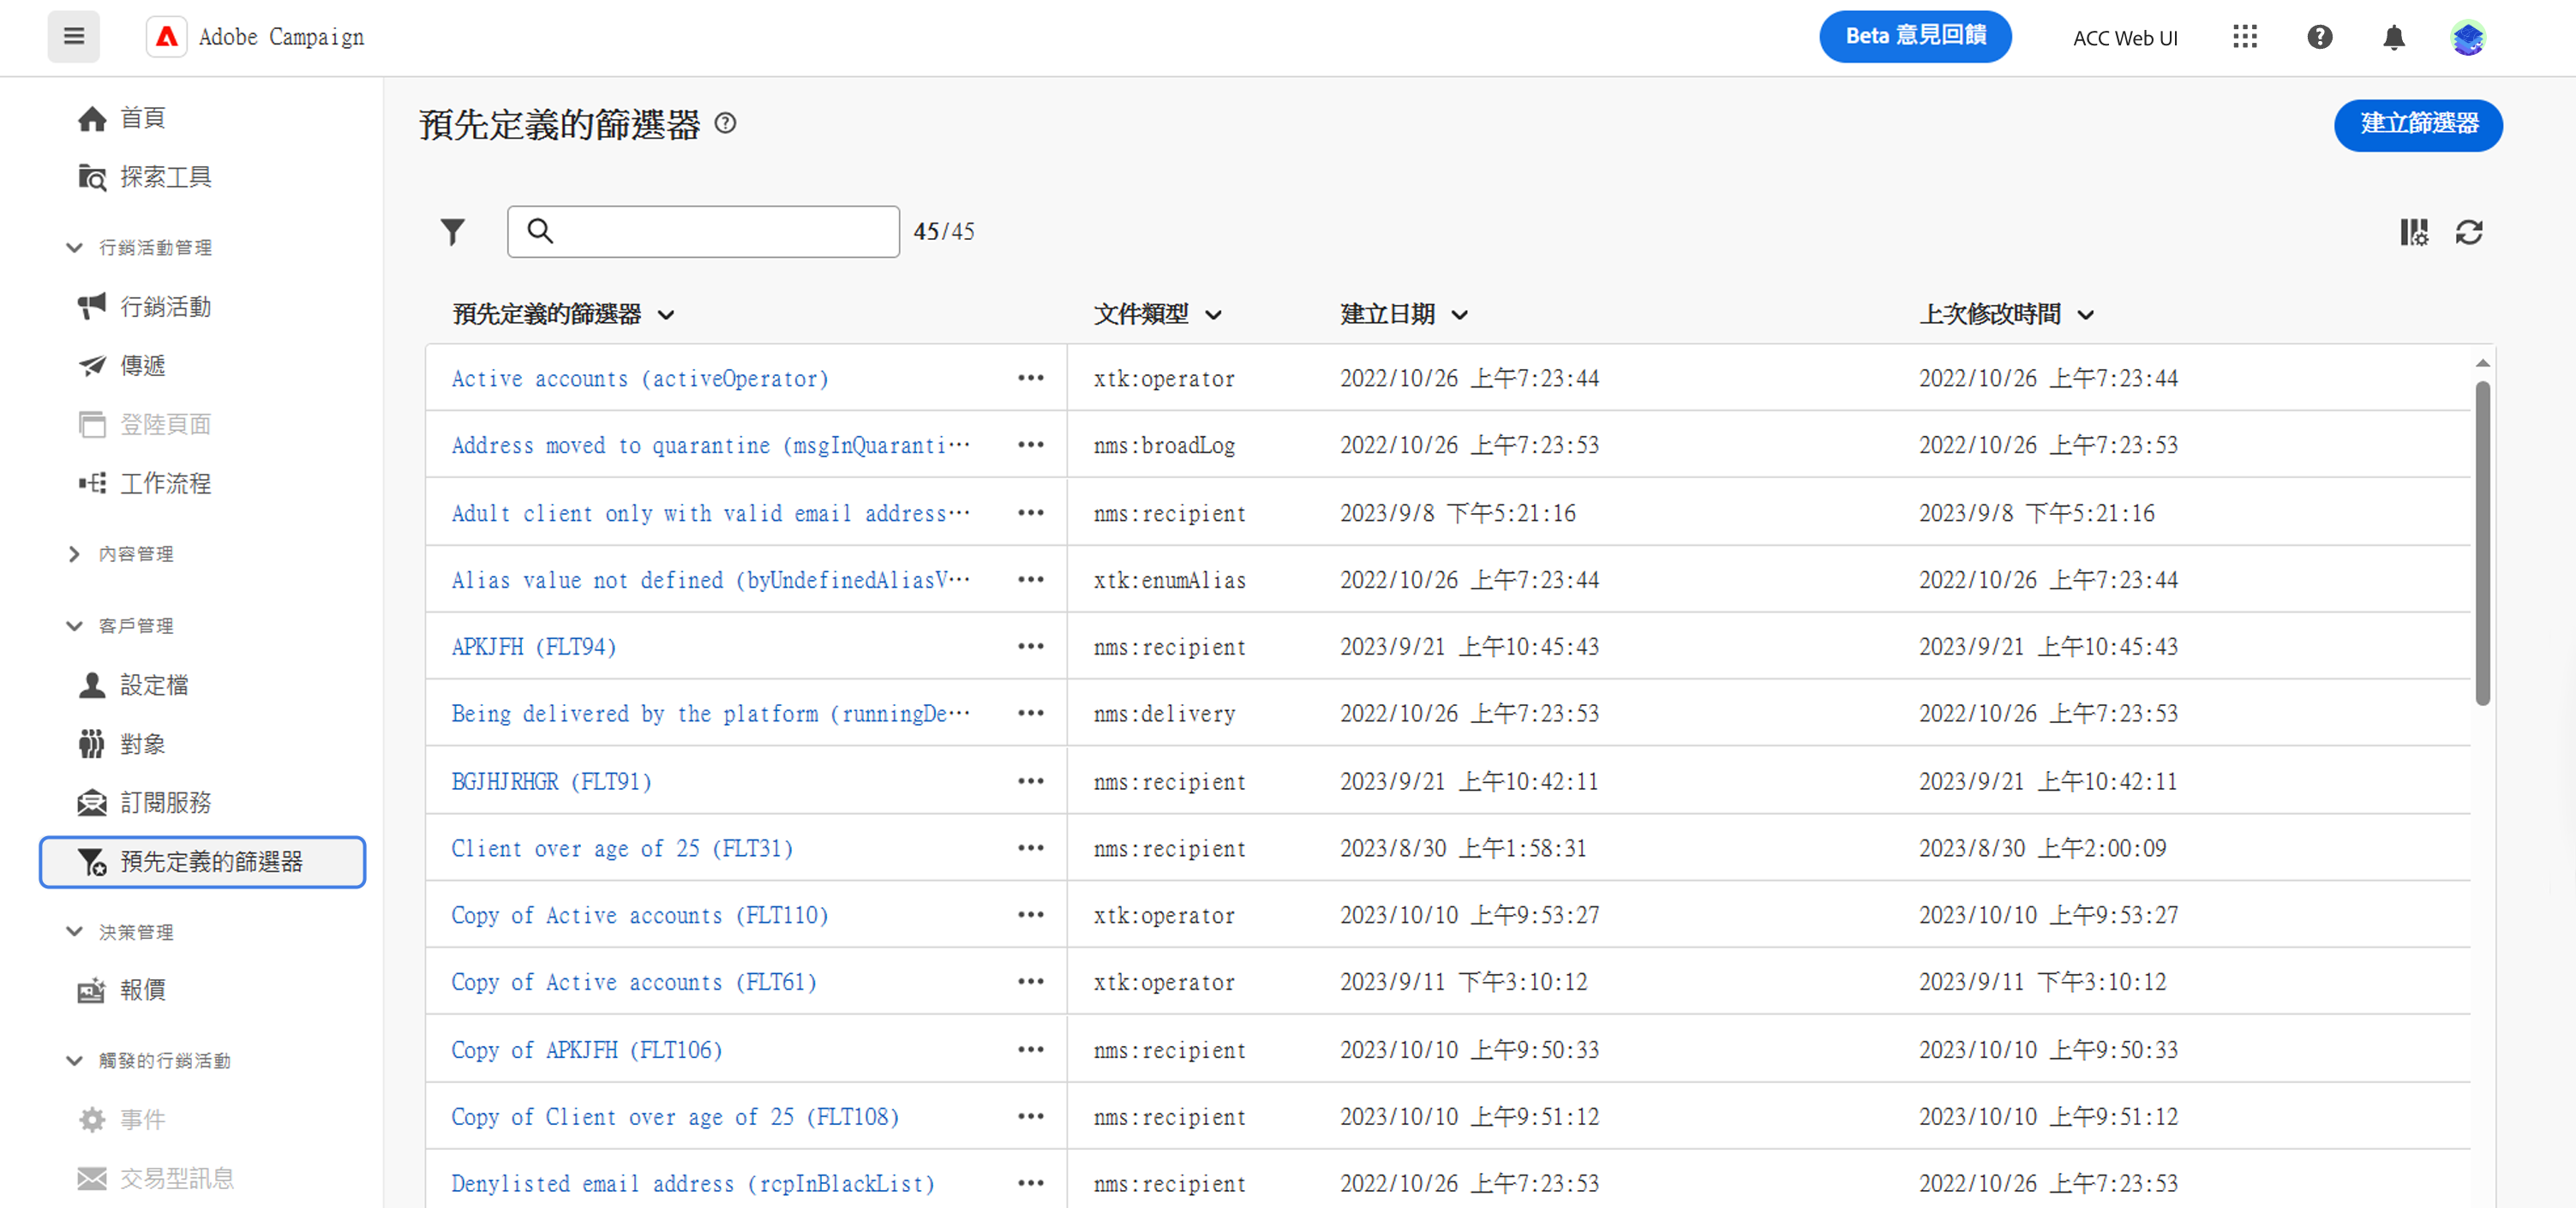 Adobe Campaign
Beta 意見回饋
ACC Web UI
首頁
探索工具
行銷活動管理
行銷活動
傳遞
登陸頁面
工作流程
內容管理
客戶管理
設定檔
對象
訂閱服務
預先定義的篩選器
決策管理
報價
觸發的行銷活動
事件
交易型訊息
預先定義的篩選器
建立篩選器
45/45
預先定義的篩選器 文件類型 建立日期 上次修改時間
Active accounts (activeOperator) ••• xtk:operator 2022/10/26 上午7:23:44 2022/10/26 上午7:23:44
Address moved to quarantine (msgInQuaranti… ••• nms:broadLog 2022/10/26 上午7:23:53 2022/10/26 上午7:23:53
Adult client only with valid email address… ••• nms:recipient 2023/9/8 下午5:21:16 2023/9/8 下午5:21:16
Alias value not defined (byUndefinedAliasV… ••• xtk:enumAlias 2022/10/26 上午7:23:44 2022/10/26 上午7:23:44
APKJFH (FLT94) ••• nms:recipient 2023/9/21 上午10:45:43 2023/9/21 上午10:45:43
Being delivered by the platform (runningDe… ••• nms:delivery 2022/10/26 上午7:23:53 2022/10/26 上午7:23:53
BGJHJRHGR (FLT91) ••• nms:recipient 2023/9/21 上午10:42:11 2023/9/21 上午10:42:11
Client over age of 25 (FLT31) ••• nms:recipient 2023/8/30 上午1:58:31 2023/8/30 上午2:00:09
Copy of Active accounts (FLT110) ••• xtk:operator 2023/10/10 上午9:53:27 2023/10/10 上午9:53:27
Copy of Active accounts (FLT61) ••• xtk:operator 2023/9/11 下午3:10:12 2023/9/11 下午3:10:12
Copy of APKJFH (FLT106) ••• nms:recipient 2023/10/10 上午9:50:33 2023/10/10 上午9:50:33
Copy of Client over age of 25 (FLT108) ••• nms:recipient 2023/10/10 上午9:51:12 2023/10/10 上午9:51:12
Denylisted email address (rcpInBlackList) ••• nms:recipient 2022/10/26 上午7:23:53 2022/10/26 上午7:23:53